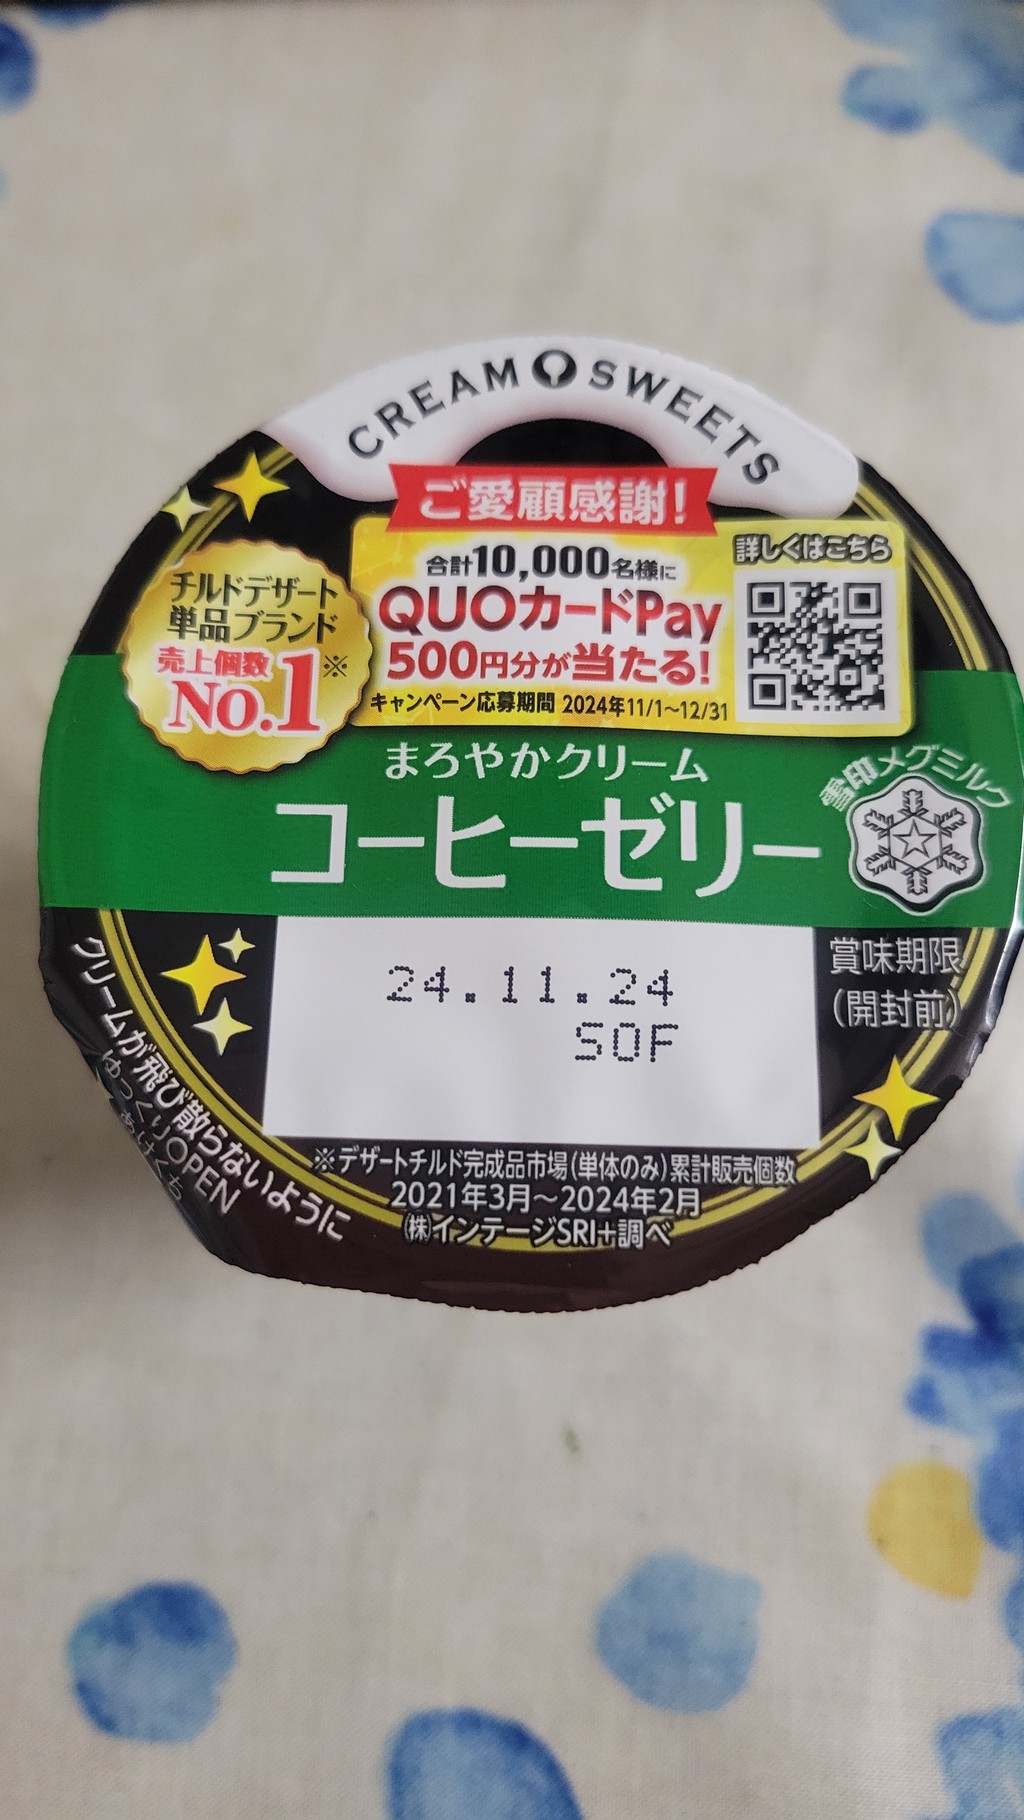 CREAM SWEETS
ご愛顧感謝!
合計10,000名様に
QUOカードPay
500円分が当たる!
キャンペーン応募期間 2024年11/1〜12/31
詳しくはこちら
チルドデザート
単品ブランド
売上個数
No.1※
まろやかクリーム
コーヒーゼリー
雪印メグミルク
24.11.24
SOF
賞味期限
(開封前)
クリームが飛び散らないように
ゆっくりOPEN
あけくち
※デザートチルド完成品市場(単体のみ)累計販売個数
2021年3月〜2024年2月
㈱インテージSRI+調べ